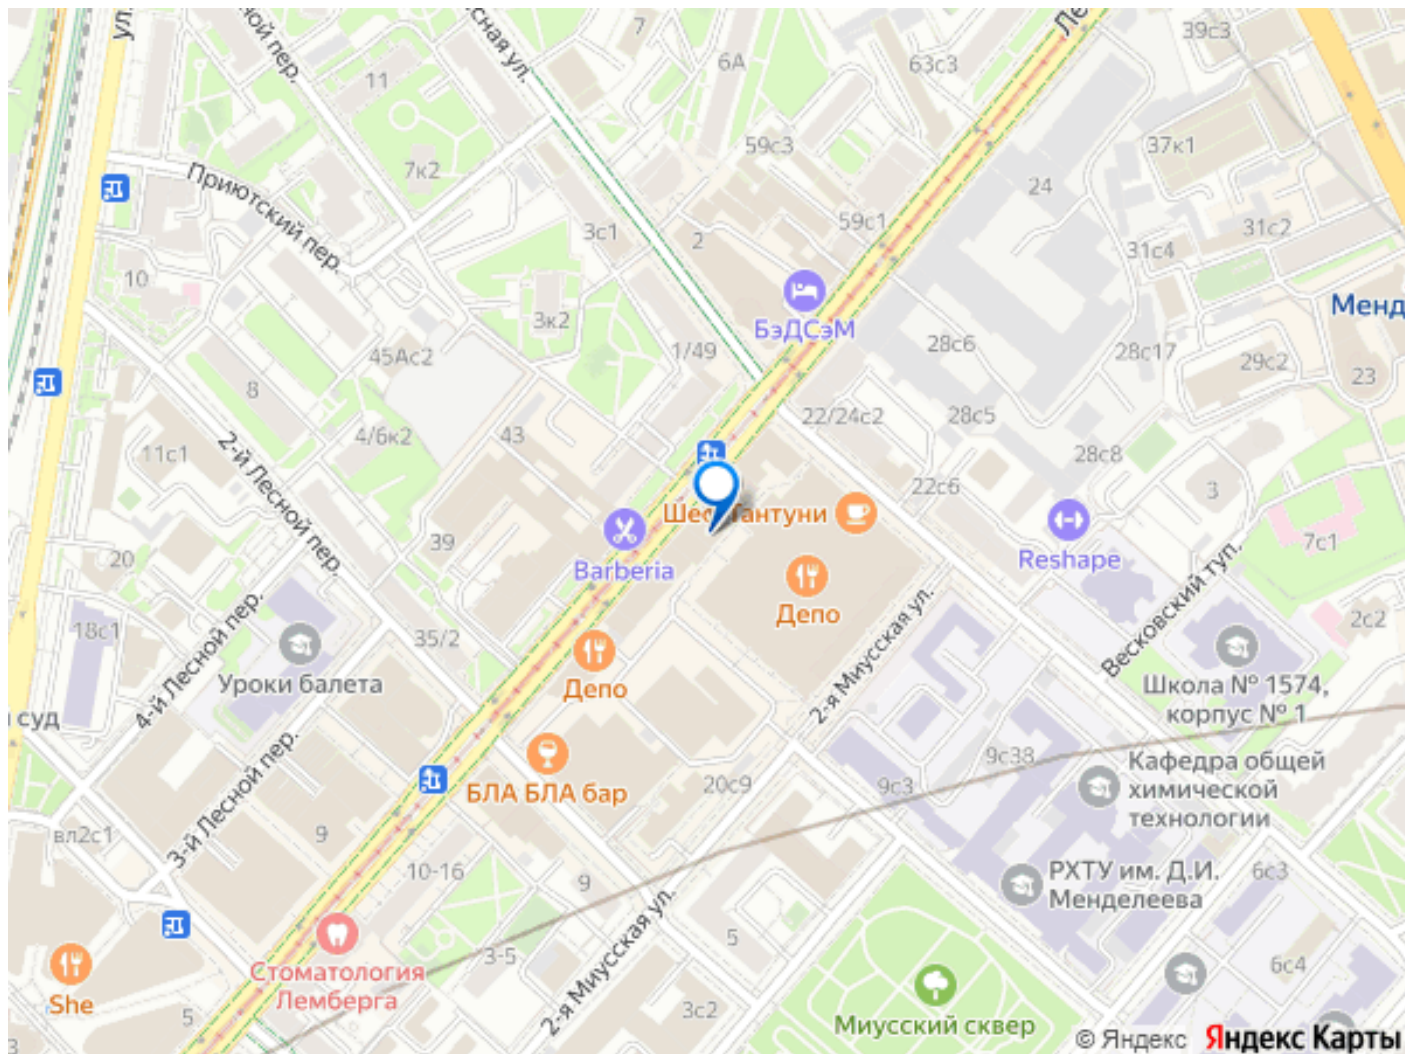 ул.
ной пер.
сная ул.
7
6А
63с3
Ле
39с3
11
7к2
59с3
37к1
24
Приютский пер.
3с1
2
59с1
31с4
31с2
10
БэДСэМ
Менд
3к2
45Ас2
1/49
28с6
28с17
29с2
23
8
22/24с2
28с5
4/6к2
43
11с1
28с8
22с6
3
2-й Лесной пер.
Шеф Тантуни
39
Barberia
Reshape
7с1
20
Депо
Весковский туп.
2с2
18с1
35/2
4-й Лесной пер.
Уроки балета
Депо
2-я Миусская ул.
Школа № 1574,
корпус № 1
суд
9с38
9с3
20с9
Кафедра общей
химической
технологии
БЛА БЛА бар
3-й Лесной пер.
вл2с1
9
10-16
9
РХТУ им. Д.И.
Менделеева
6с3
2-я Миусская ул.
5
3-5
6с4
Стоматология
Лемберга
She
5
3с2
Миусский сквер
© Яндекс Яндекс Карты